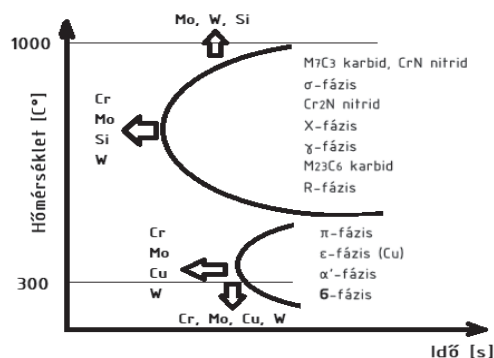 Mo, W, Si
1000
M7C3 karbid, CrN nitrid
σ-fázis
Cr2N nitrid
X-fázis
ɣ-fázis
M23C6 karbid
R-fázis
Cr
Mo
Si
W
Hőmérséklet [C°]
Cr
Mo
Cu
W
π-fázis
ε-fázis (Cu)
α'-fázis
б-fázis
300
Cr, Mo, Cu, W
Idő [s]